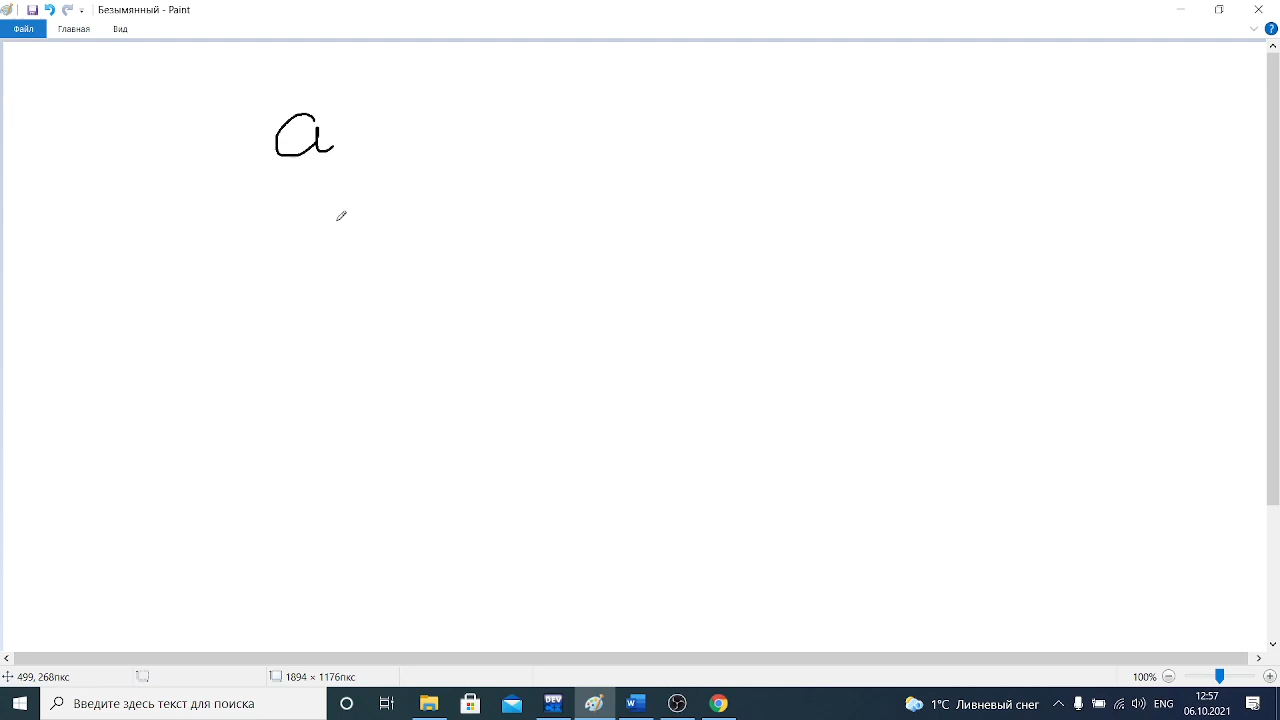 Безымянный - Paint
Файл Главная Вид
a
499, 268пкс 1894 × 1176пкс 100%
DEV
Введите здесь текст для поиска 1°C Ливневый снег ENG 12:57
06.10.2021